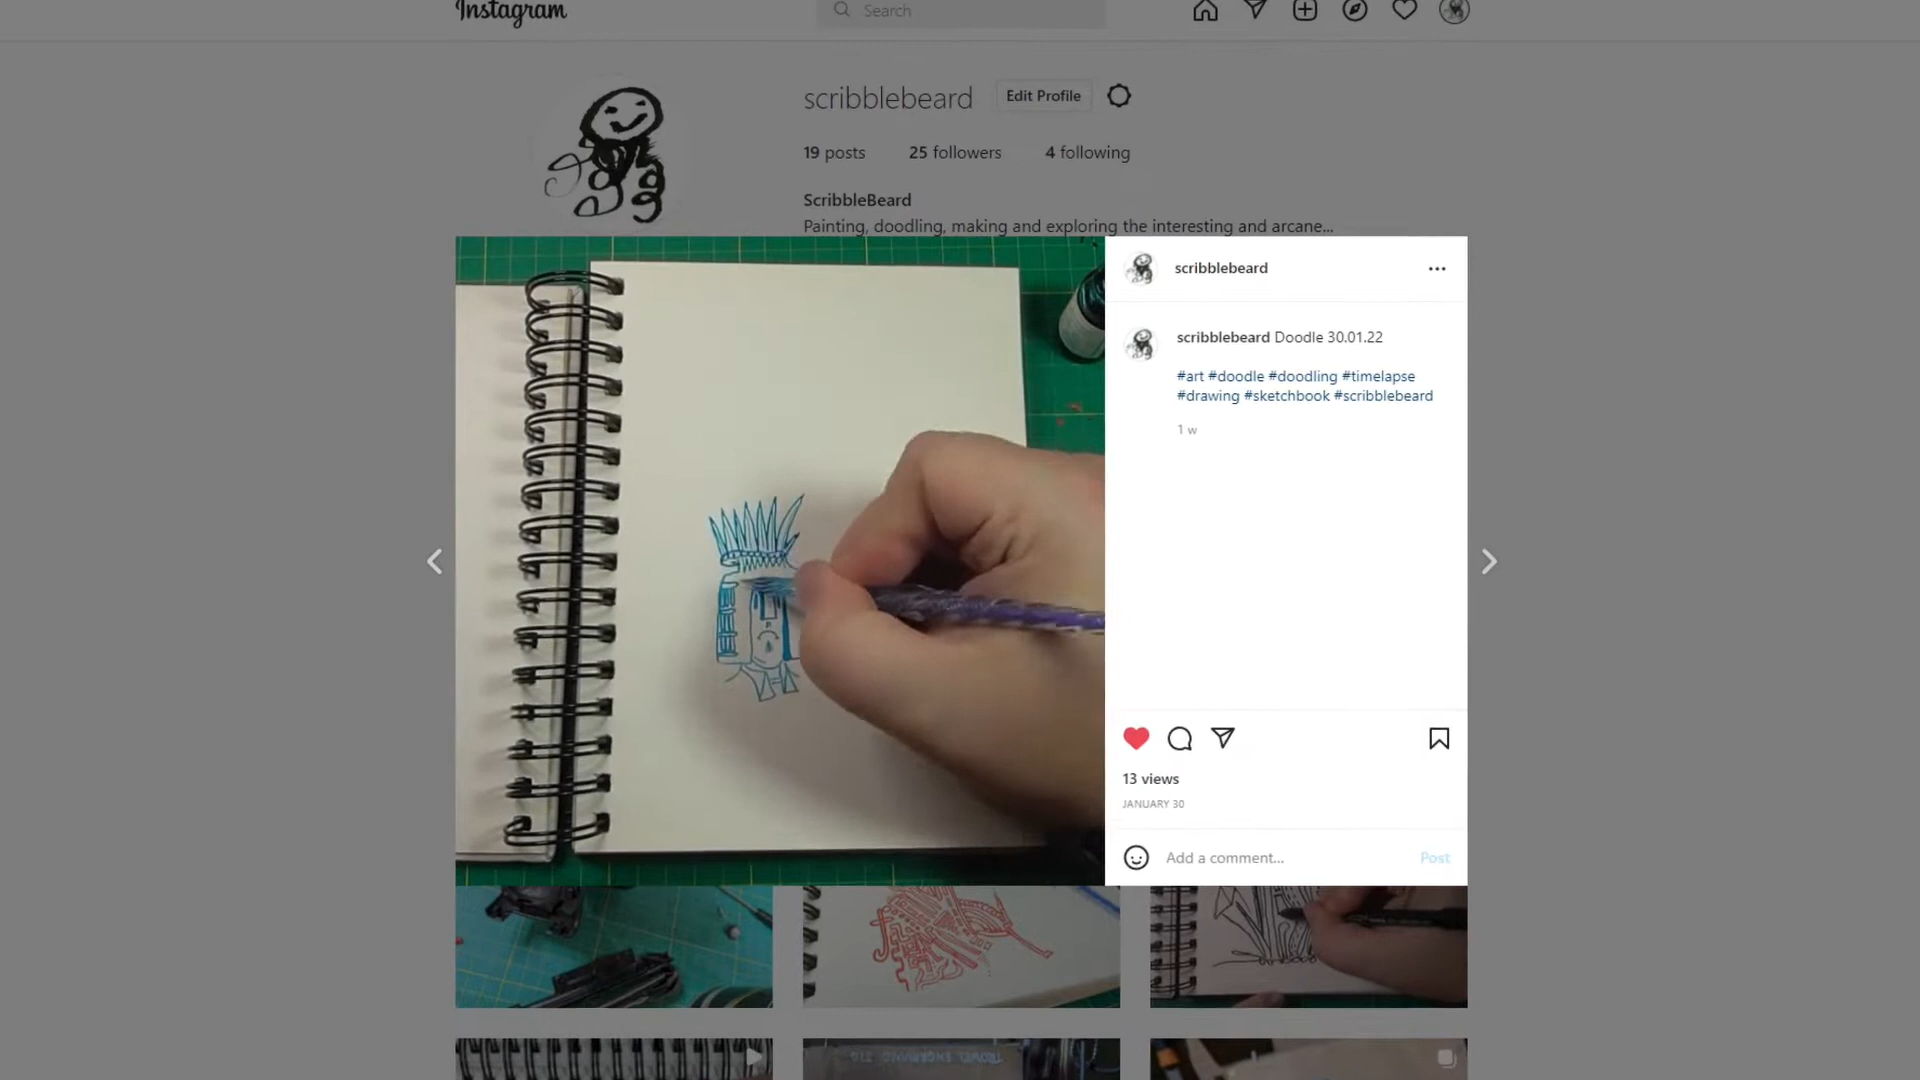 Instagram
Search
scribblebeard Edit Profile
19 posts 25 followers 4 following
ScribbleBeard
Painting, doodling, making and exploring the interesting and arcane...
scribblebeard
scribblebeard Doodle 30.01.22
#art #doodle #doodling #timelapse
#drawing #sketchbook #scribblebeard
1 w
13 views
JANUARY 30
Add a comment... Post